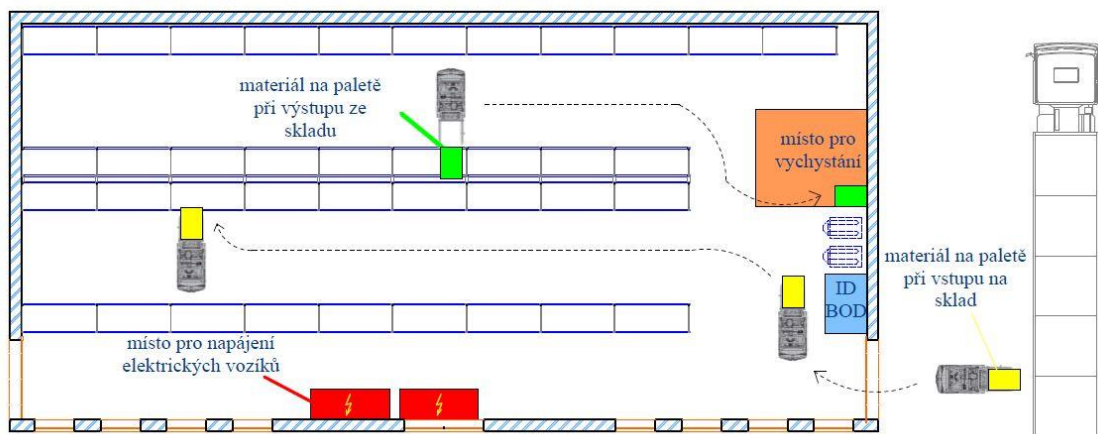 materiál na paletě
při výstupu ze
skladu
místo pro
vychystání
materiál na paletě
při vstupu na
sklad
ID
BOD
místo pro napájení
elektrických vozíků